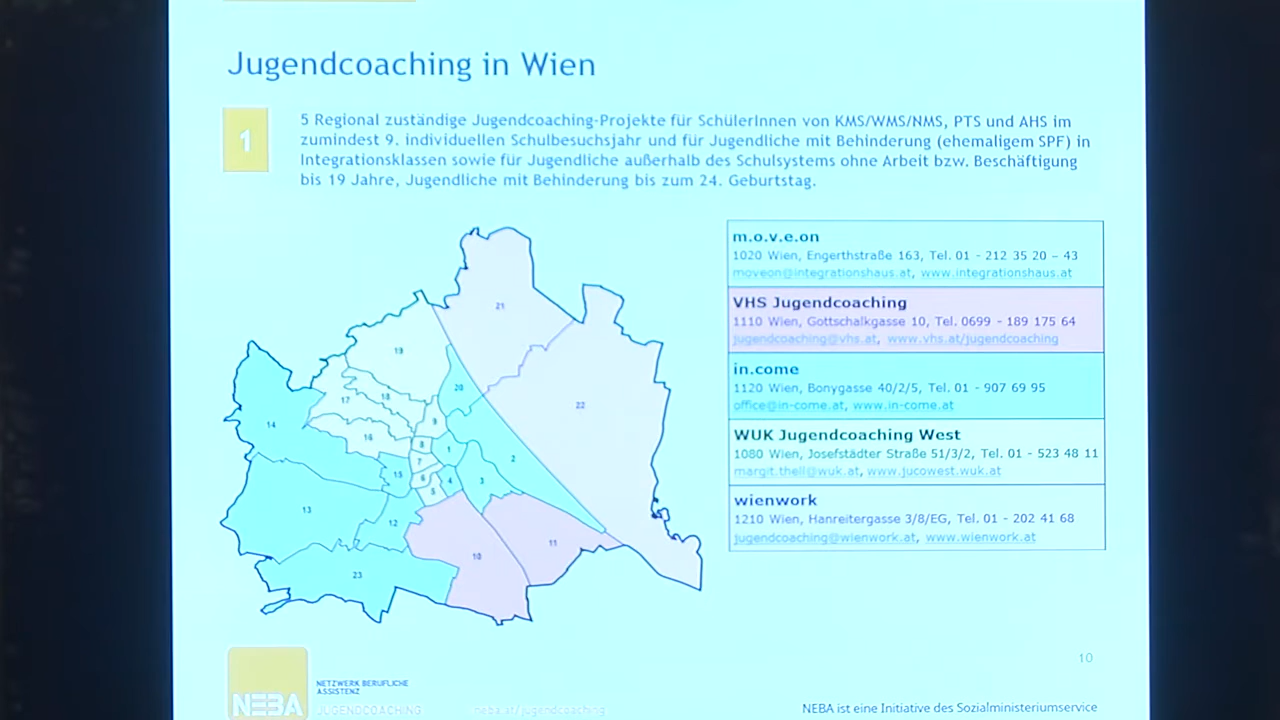 Jugendcoaching in Wien
1
5 Regional zuständige Jugendcoaching-Projekte für SchülerInnen von KMS/WMS/NMS, PTS und AHS im
zumindest 9. individuellen Schulbesuchsjahr und für Jugendliche mit Behinderung (ehemaligem SPF) in
Integrationsklassen sowie für Jugendliche außerhalb des Schulsystems ohne Arbeit bzw. Beschäftigung
bis 19 Jahre, Jugendliche mit Behinderung bis zum 24. Geburtstag.
m.o.v.e.on
1020 Wien, Engerthstraße 163, Tel. 01 - 212 35 20 – 43
moveon@integrationshaus.at, www.integrationshaus.at
VHS Jugendcoaching
1110 Wien, Gottschalkgasse 10, Tel. 0699 - 189 175 64
jugendcoaching@vhs.at, www.vhs.at/jugendcoaching
in.come
1120 Wien, Bonygasse 40/2/5, Tel. 01 - 907 69 95
office@in-come.at, www.in-come.at
WUK Jugendcoaching West
1080 Wien, Josefstädter Straße 51/3/2, Tel. 01 - 523 48 11
margit.thell@wuk.at, www.jucowest.wuk.at
wienwork
1210 Wien, Hanreitergasse 3/8/EG, Tel. 01 - 202 41 68
jugendcoaching@wienwork.at, www.wienwork.at
21
19
20
18
17
22
9
14
16
8
1
7
2
15
6
4
3
5
13
12
11
10
23
10
NEBA
NETZWERK BERUFLICHE
ASSISTENZ
JUGENDCOACHING
neba.at/jugendcoaching
NEBA ist eine Initiative des Sozialministeriumservice